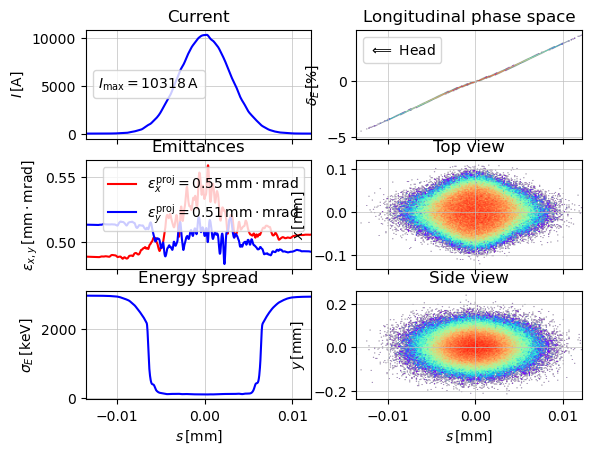 Current
I [A]
10000
5000
0
I_max = 10318 A
Longitudinal phase space
δ_E [%]
0
−5
⟸ Head
Emittances
ε_x,y [mm · mrad]
0.55
0.50
ε_x^proj = 0.55 mm · mrad
ε_y^proj = 0.51 mm · mrad
Top view
x [mm]
0.1
0.0
−0.1
Energy spread
σ_E [keV]
2000
0
−0.01 0.00 0.01
s [mm]
Side view
y [mm]
0.2
0.0
−0.2
−0.01 0.00 0.01
s [mm]